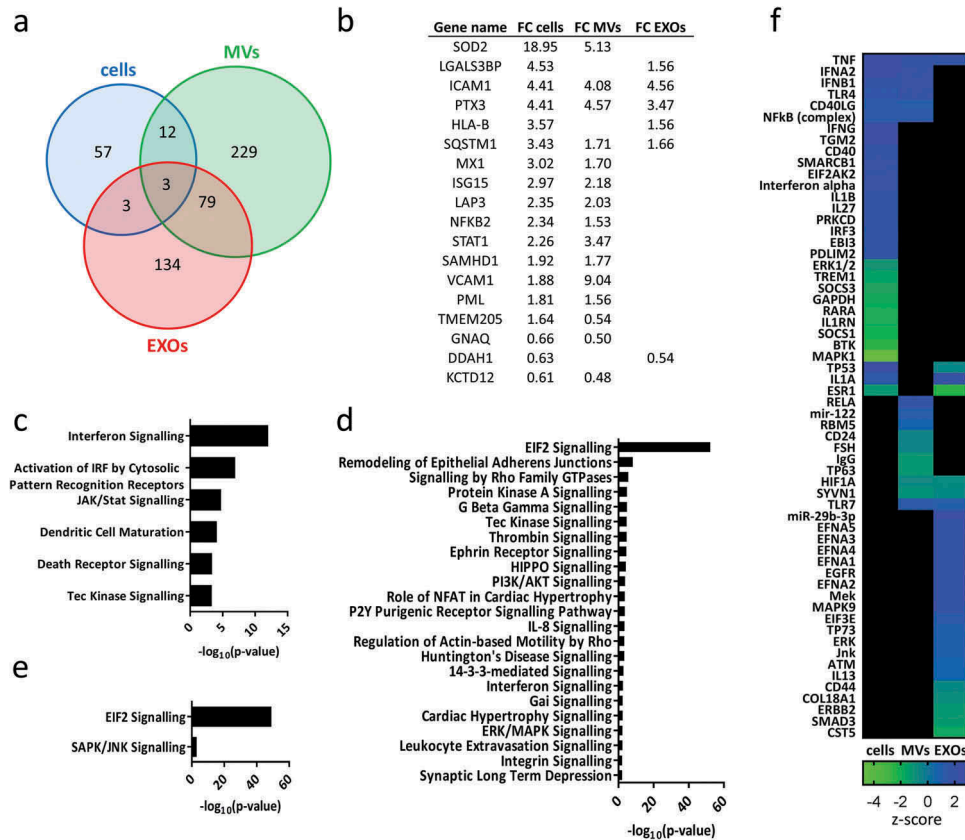 a
cells
MVs
57
12
229
3
3
79
134
EXOs
b
Gene name FC cells FC MVs FC EXOs
SOD2 18.95 5.13
LGALS3BP 4.53 1.56
ICAM1 4.41 4.08 4.56
PTX3 4.41 4.57 3.47
HLA-B 3.57 1.56
SQSTM1 3.43 1.71 1.66
MX1 3.02 1.70
ISG15 2.97 2.18
LAP3 2.35 2.03
NFKB2 2.34 1.53
STAT1 2.26 3.47
SAMHD1 1.92 1.77
VCAM1 1.88 9.04
PML 1.81 1.56
TMEM205 1.64 0.54
GNAQ 0.66 0.50
DDAH1 0.63 0.54
KCTD12 0.61 0.48
c
Interferon Signalling
Activation of IRF by Cytosolic
Pattern Recognition Receptors
JAK/Stat Signalling
Dendritic Cell Maturation
Death Receptor Signalling
Tec Kinase Signalling
0 5 10 15
-log10(p-value)
d
EIF2 Signalling
Remodeling of Epithelial Adherens Junctions
Signalling by Rho Family GTPases
Protein Kinase A Signalling
G Beta Gamma Signalling
Tec Kinase Signalling
Thrombin Signalling
Ephrin Receptor Signalling
HIPPO Signalling
PI3K/AKT Signalling
Role of NFAT in Cardiac Hypertrophy
P2Y Purigenic Receptor Signalling Pathway
IL-8 Signalling
Regulation of Actin-based Motility by Rho
Huntington's Disease Signalling
14-3-3-mediated Signalling
Interferon Signalling
Gai Signalling
Cardiac Hypertrophy Signalling
ERK/MAPK Signalling
Leukocyte Extravasation Signalling
Integrin Signalling
Synaptic Long Term Depression
0 20 40 60
-log10(p-value)
e
EIF2 Signalling
SAPK/JNK Signalling
0 20 40 60
-log10(p-value)
f
TNF
IFNA2
IFNB1
TLR4
CD40LG
NFkB (complex)
IFNG
TGM2
CD40
SMARCB1
EIF2AK2
Interferon alpha
IL1B
IL27
PRKCD
IRF3
EBI3
PDLIM2
ERK1/2
TREM1
SOCS3
GAPDH
RARA
IL1RN
SOCS1
BTK
MAPK1
TP53
IL1A
ESR1
RELA
mir-122
RBM5
CD24
FSH
IgG
TP63
HIF1A
SYVN1
TLR7
miR-29b-3p
EFNA5
EFNA3
EFNA4
EFNA1
EGFR
EFNA2
Mek
MAPK9
EIF3E
TP73
ERK
Jnk
ATM
IL13
CD44
COL18A1
ERBB2
SMAD3
CST5
cells MVs EXOs
-4 -2 0 2
z-score